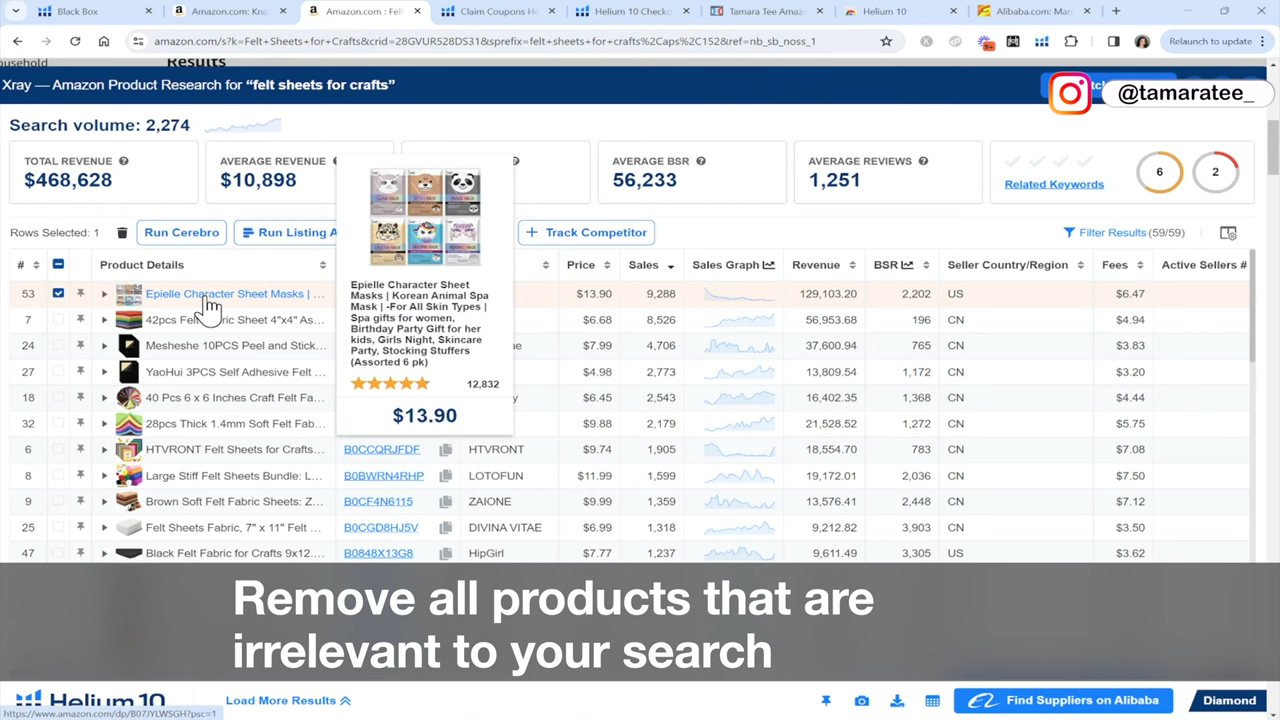 Black Box
Amazon.com: Kna
Amazon.com : Fel
Claim Coupons He
Helium 10 Checko
Tamara Tee Amaz
Helium 10
Alibaba.com: Man
amazon.com/s?k=Felt+Sheets+for+Crafts&crid=28GVUR528DS31&sprefix=felt+sheets+for+crafts%2Caps%2C152&ref=nb_sb_noss_1
9+
Relaunch to update
ousehold
Results
Xray — Amazon Product Research for “felt sheets for crafts”
@tamaratee_
Search volume: 2,274
TOTAL REVENUE
$468,628
AVERAGE REVENUE
$10,898
AVERAGE BSR
56,233
AVERAGE REVIEWS
1,251
Related Keywords
6
2
Rows Selected: 1
Run Cerebro
Run Listing A
+ Track Competitor
Filter Results (59/59)
# Product Details Price Sales Sales Graph Revenue BSR Seller Country/Region Fees Active Sellers #
53 Epielle Character Sheet Masks | ... $13.90 9,288 129,103.20 2,202 US $6.47
7 42pcs Felt Fabric Sheet 4"x4" As... $6.68 8,526 56,953.68 196 CN $4.94
24 Mesheshe 10PCS Peel and Stick... $7.99 4,706 37,600.94 765 CN $3.83
27 YaoHui 3PCS Self Adhesive Felt ... $4.98 2,773 13,809.54 1,172 CN $3.20
18 40 Pcs 6 x 6 Inches Craft Felt Fa... $6.45 2,543 16,402.35 1,368 CN $4.44
32 28pcs Thick 1.4mm Soft Felt Fab... $9.88 2,179 21,528.52 1,272 CN $5.75
6 HTVRONT Felt Sheets for Crafts... B0CCQRJFDF HTVRONT $9.74 1,905 18,554.70 783 CN $7.08
8 Large Stiff Felt Sheets Bundle: L... B0BWRN4RHP LOTOFUN $11.99 1,599 19,172.01 2,036 CN $7.50
9 Brown Soft Felt Fabric Sheets: Z... B0CF4N6115 ZAIONE $9.99 1,359 13,576.41 2,448 CN $7.12
25 Felt Sheets Fabric, 7" x 11" Felt ... B0CGD8HJ5V DIVINA VITAE $6.99 1,318 9,212.82 3,903 CN $3.50
47 Black Felt Fabric for Crafts 9x12.... B0848X13G8 HipGirl $7.77 1,237 9,611.49 3,305 US $3.62
Epielle Character Sheet
Masks | Korean Animal Spa
Mask | -For All Skin Types |
Spa gifts for women,
Birthday Party Gift for her
kids, Girls Night, Skincare
Party, Stocking Stuffers
(Assorted 6 pk)
12,832
$13.90
Remove all products that are
irrelevant to your search
Helium 10
Load More Results
Find Suppliers on Alibaba
Diamond
https://www.amazon.com/dp/B07JYLWSGH?psc=1